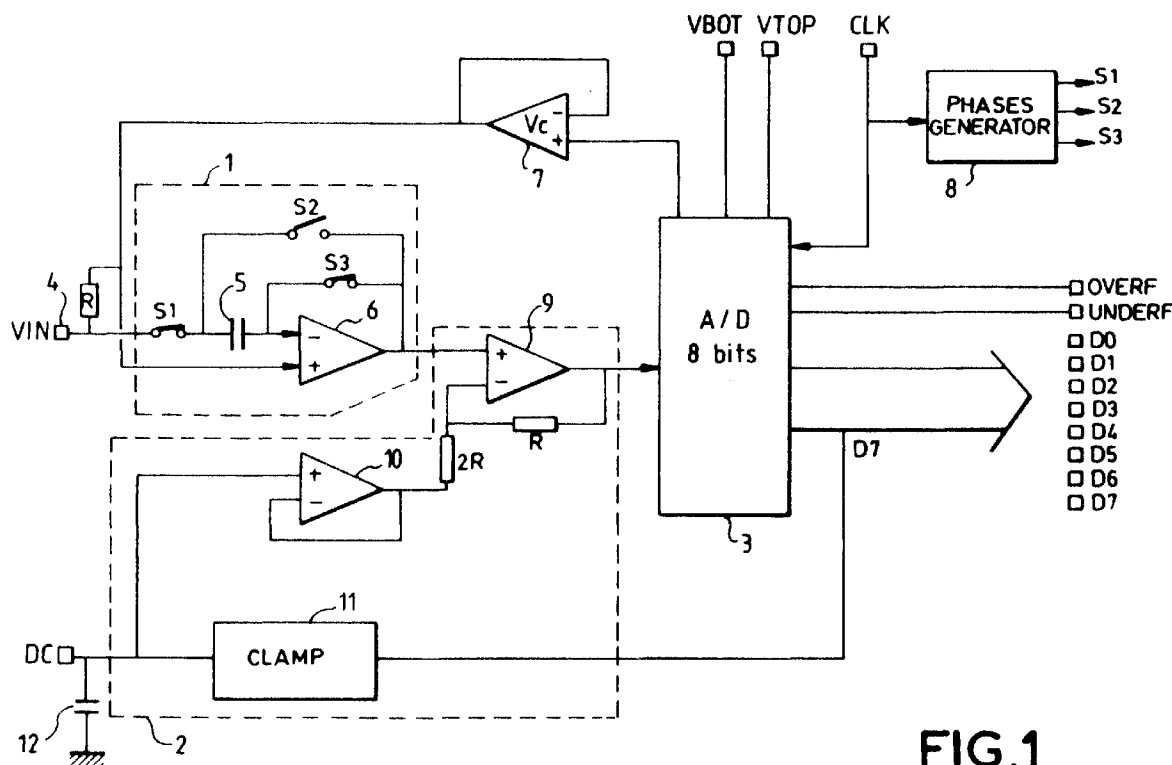 VBOT VTOP CLK
S1
PHASES
GENERATOR
S2
S3
8
Vc
-
+
7
1
S2
S3
4
R
5
6
VIN
S1
-
+
9
+
-
A/D
8 bits
OVERF
UNDERF
D0
D1
D2
D3
D4
D5
D6
D7
D7
R
2R
10
+
-
3
11
CLAMP
DC
12
2
FIG.1